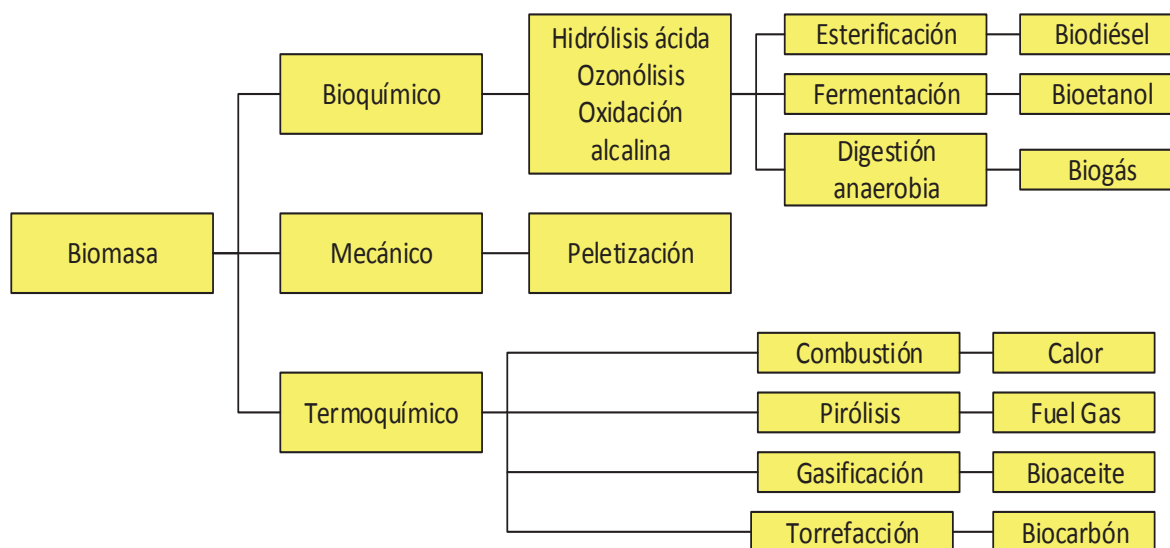 Hidrólisis ácida
Ozonólisis
Oxidación
alcalina
Esterificación
Biodiésel
Bioquímico
Fermentación
Bioetanol
Digestión
anaerobia
Biogás
Biomasa
Mecánico
Peletización
Combustión
Calor
Termoquímico
Pirólisis
Fuel Gas
Gasificación
Bioaceite
Torrefacción
Biocarbón